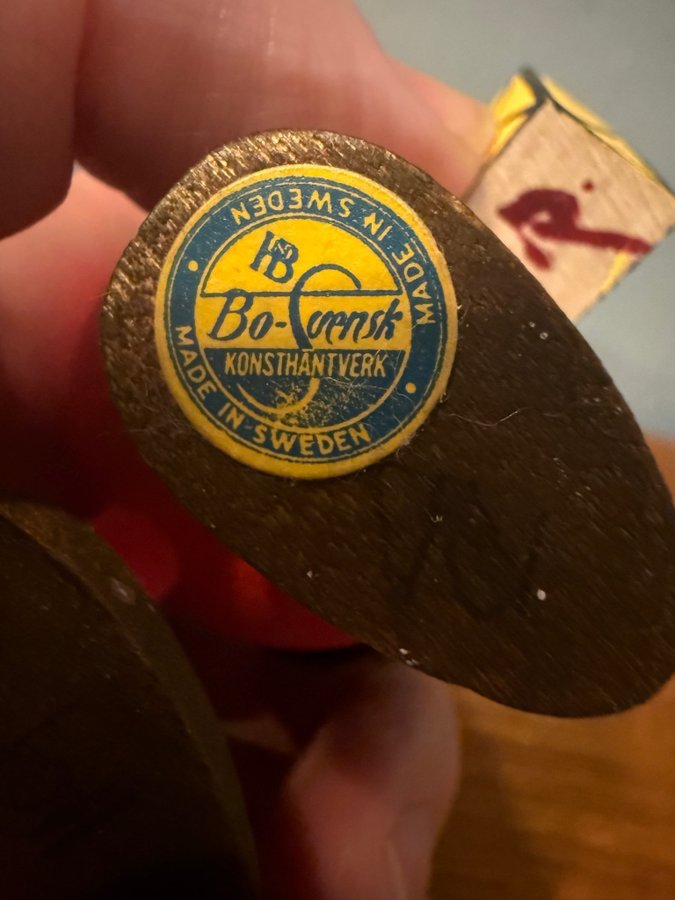 MADE IN SWEDEN
MADE IN SWEDEN
HB
Bo-Svensk
KONSTHANTVERK